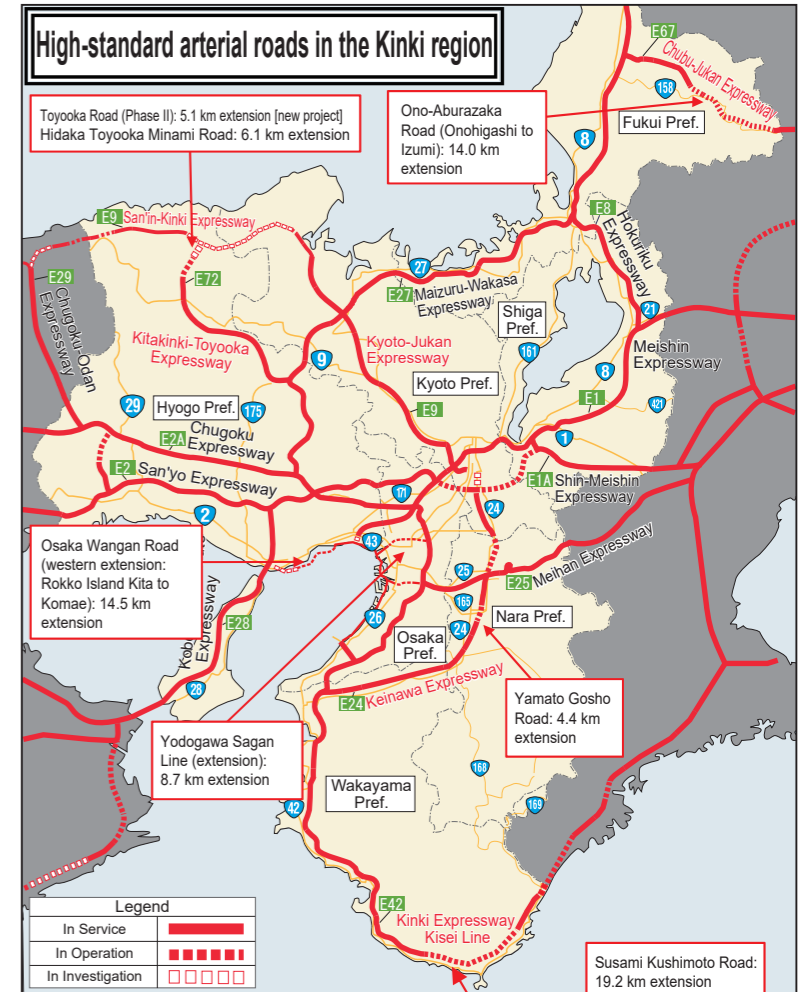 High-standard arterial roads in the Kinki region
E67
Chubu-Jukan Expressway
158
Fukui Pref.
Toyooka Road (Phase II): 5.1 km extension [new project]
Hidaka Toyooka Minami Road: 6.1 km extension
Ono-Aburazaka
Road (Onohigashi to
Izumi): 14.0 km
extension
8
E8
Hokuriku
Expressway
E9
San'in-Kinki Expressway
E29
Chugoku-Odan
Expressway
E72
27
E27
Maizuru-Wakasa
Expressway
Shiga
Pref.
21
Kitakinki-Toyooka
Expressway
9
Kyoto-Jukan
Expressway
161
Meishin
Expressway
8
Kyoto Pref.
E9
E1
421
29
Hyogo Pref.
175
E2A
Chugoku
Expressway
1
E2
San'yo Expressway
E1A
Shin-Meishin
Expressway
171
24
2
43
Osaka Wangan Road
(western extension:
Rokko Island Kita to
Komae): 14.5 km
extension
25
E25
Meihan Expressway
165
Nara Pref.
E28
Expressway
26
24
Osaka
Pref.
28
E24
Keinawa Expressway
Yamato Gosho
Road: 4.4 km
extension
Yodogawa Sagan
Line (extension):
8.7 km extension
168
Wakayama
Pref.
42
169
E42
Kinki Expressway
Kisei Line
Legend
In Service
In Operation
In Investigation
Susami Kushimoto Road:
19.2 km extension